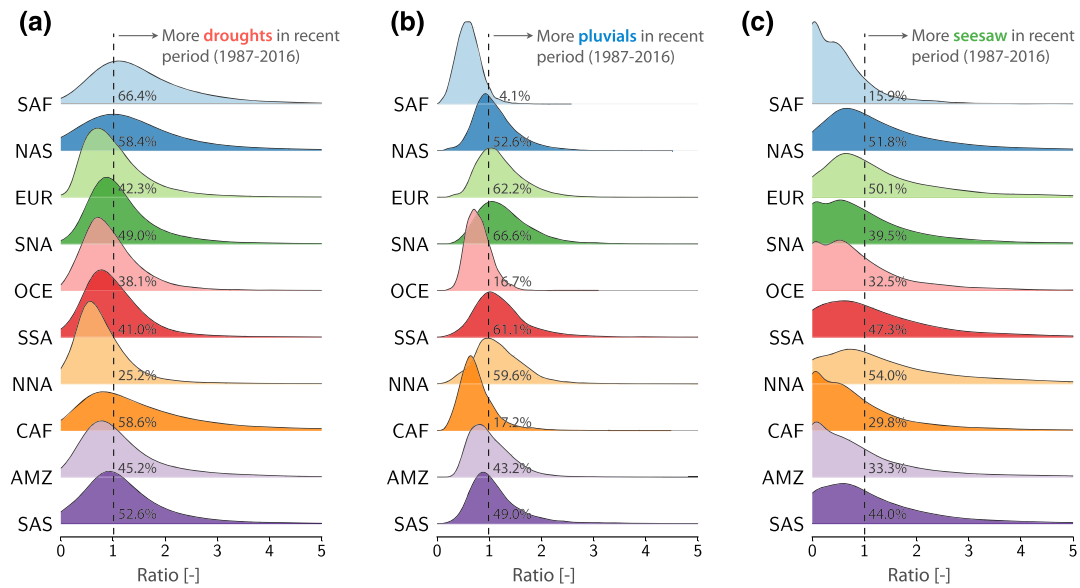 (a)
More droughts in recent
period (1987-2016)
SAF 66.4%
NAS 58.4%
EUR 42.3%
SNA 49.0%
OCE 38.1%
SSA 41.0%
NNA 25.2%
CAF 58.6%
AMZ 45.2%
SAS 52.6%
0 1 2 3 4 5
Ratio [-]
(b)
More pluvials in recent
period (1987-2016)
SAF 4.1%
NAS 52.6%
EUR 62.2%
SNA 66.6%
OCE 16.7%
SSA 61.1%
NNA 59.6%
CAF 17.2%
AMZ 43.2%
SAS 49.0%
0 1 2 3 4 5
Ratio [-]
(c)
More seesaw in recent
period (1987-2016)
SAF 15.9%
NAS 51.8%
EUR 50.1%
SNA 39.5%
OCE 32.5%
SSA 47.3%
NNA 54.0%
CAF 29.8%
AMZ 33.3%
SAS 44.0%
0 1 2 3 4 5
Ratio [-]